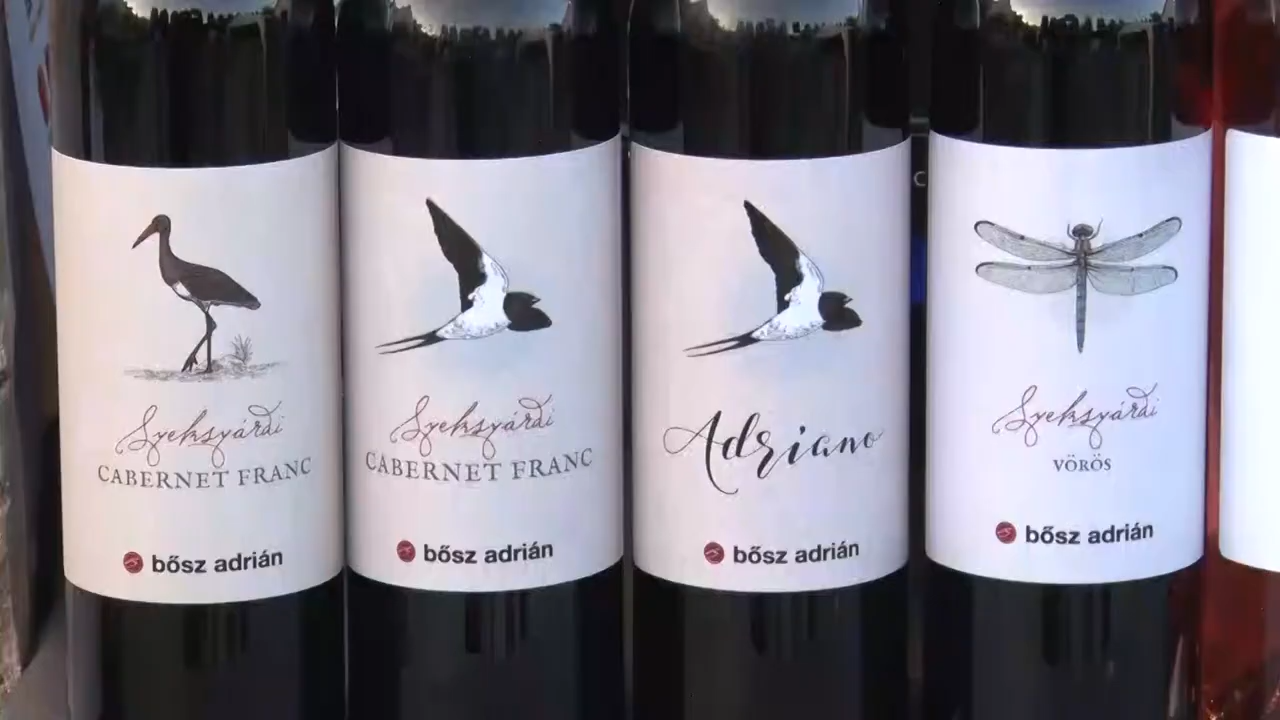 Szekszárdi
CABERNET FRANC
bősz adrián
Szekszárdi
CABERNET FRANC
bősz adrián
Adriano
bősz adrián
Szekszárdi
VÖRÖS
bősz adrián